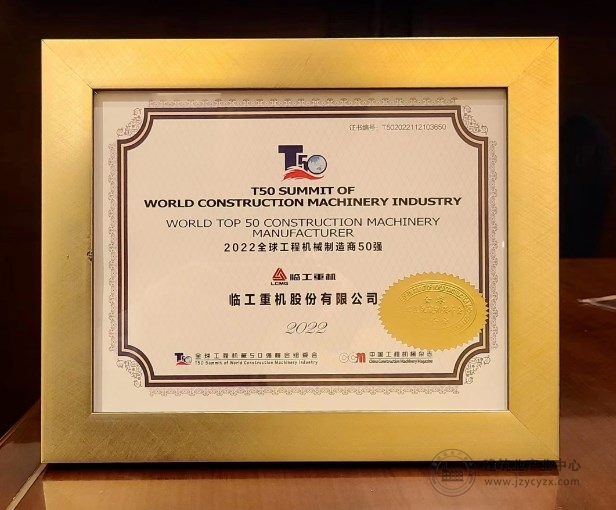 证书编号：T502022112103650
T50
T50 SUMMIT OF
WORLD CONSTRUCTION MACHINERY INDUSTRY
WORLD TOP 50 CONSTRUCTION MACHINERY
MANUFACTURER
2022全球工程机械制造商50强
LCMG 临工重机
临工重机股份有限公司
2022
T50 全球工程机械50强峰会组委会
T50 Summit of World Construction Machinery Industry
CCM 中国工程机械杂志
China Construction Machinery Magazine
www.jzycyzx.com